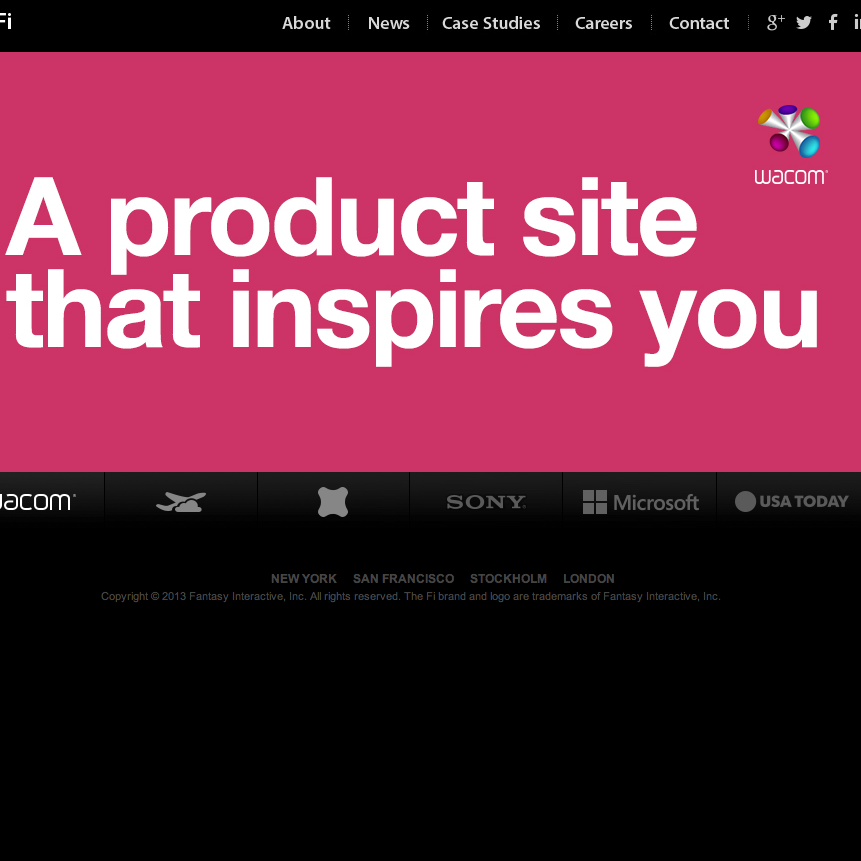 Fi
About News Case Studies Careers Contact g+ f
wacom
A product site
that inspires you
wacom SONY Microsoft USA TODAY
NEW YORK SAN FRANCISCO STOCKHOLM LONDON
Copyright © 2013 Fantasy Interactive, Inc. All rights reserved. The Fi brand and logo are trademarks of Fantasy Interactive, Inc.